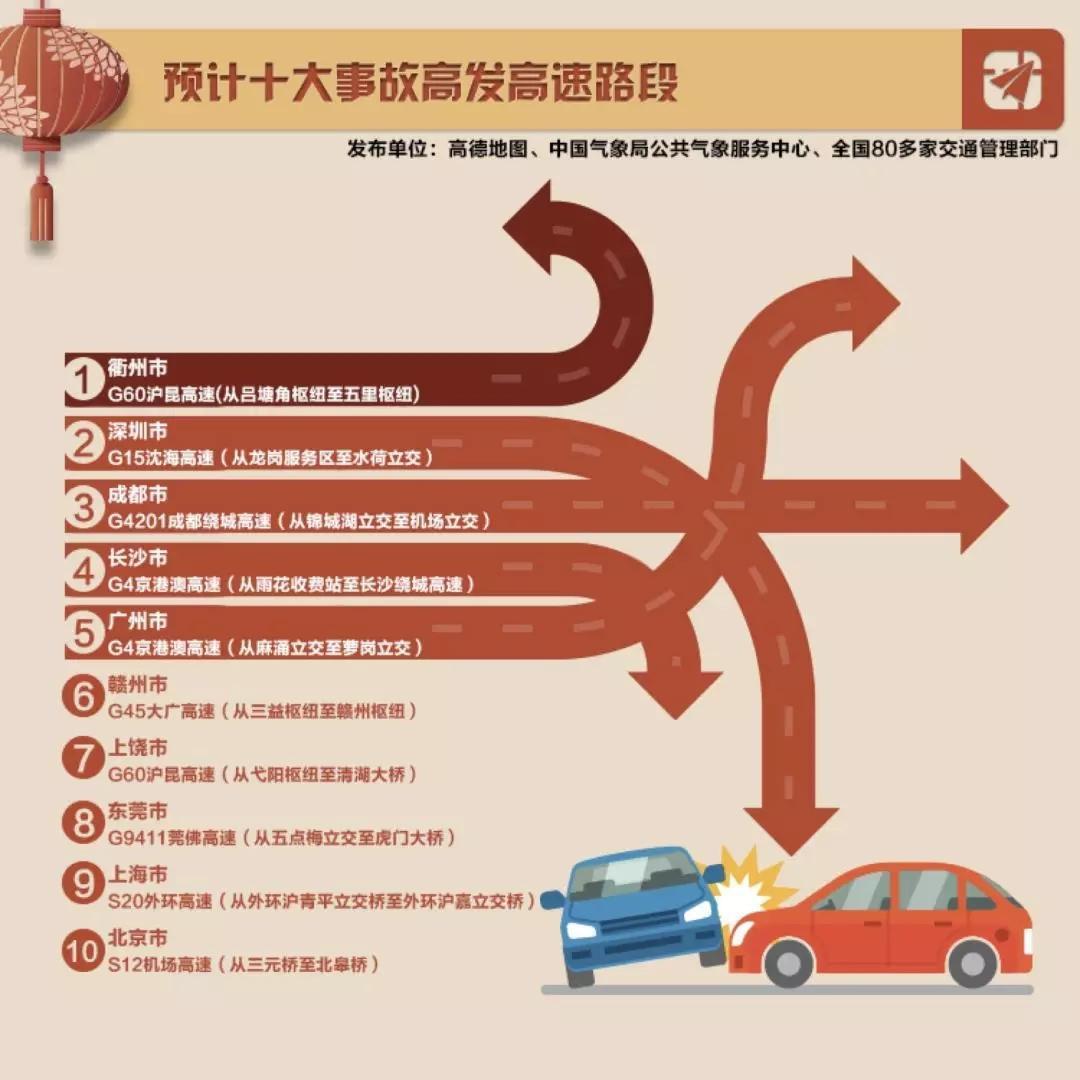 预计十大事故高发高速路段
发布单位：高德地图、中国气象局公共气象服务中心、全国80多家交通管理部门
1
衢州市
G60沪昆高速(从吕塘角枢纽至五里枢纽)
2
深圳市
G15沈海高速（从龙岗服务区至水荷立交）
3
成都市
G4201成都绕城高速（从锦城湖立交至机场立交）
4
长沙市
G4京港澳高速（从雨花收费站至长沙绕城高速）
5
广州市
G4京港澳高速（从麻涌立交至萝岗立交）
6
赣州市
G45大广高速（从三益枢纽至赣州枢纽）
7
上饶市
G60沪昆高速（从弋阳枢纽至清湖大桥）
8
东莞市
G9411莞佛高速（从五点梅立交至虎门大桥）
9
上海市
S20外环高速（从外环沪青平立交桥至外环沪嘉立交桥）
10
北京市
S12机场高速（从三元桥至北皋桥）